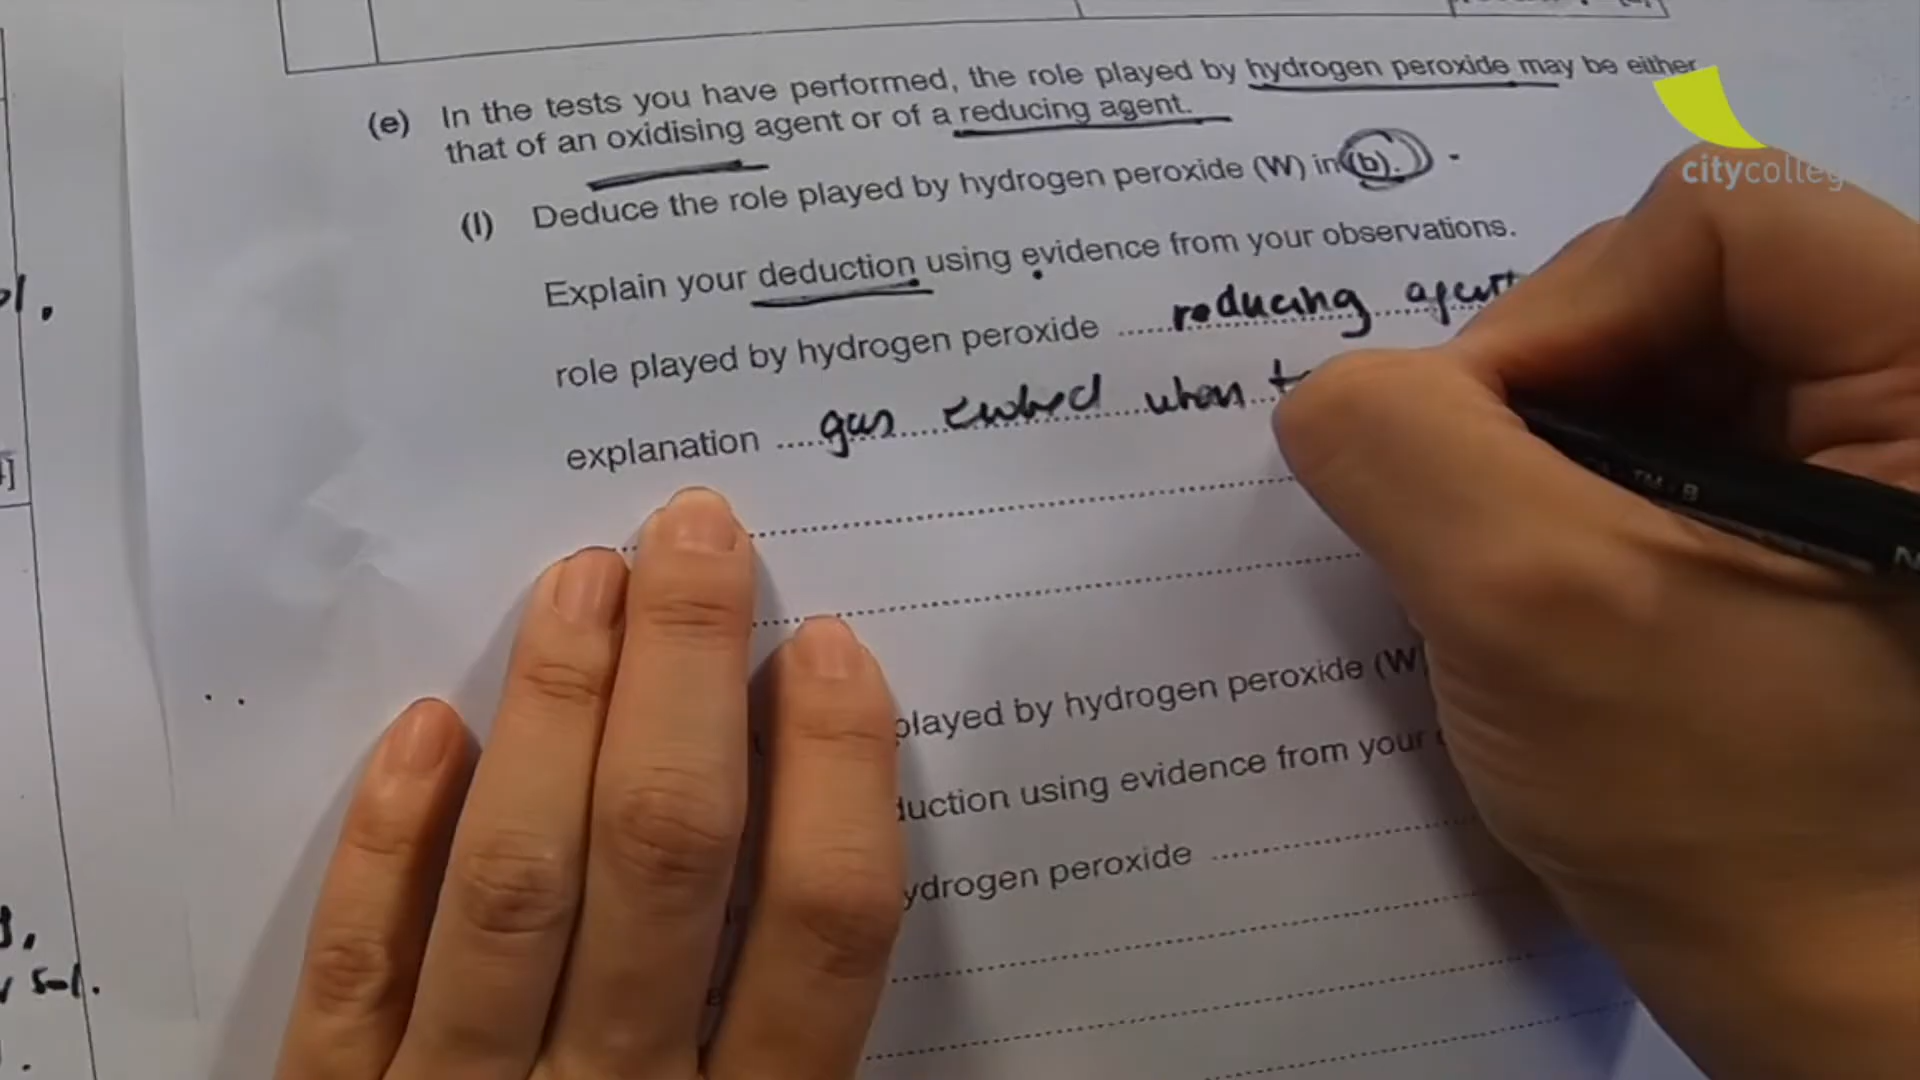 (e) In the tests you have performed, the role played by hydrogen peroxide may be either
that of an oxidising agent or of a reducing agent.
citycolleg
(I) Deduce the role played by hydrogen peroxide (W) in (b).
Explain your deduction using evidence from your observations.
ol.
role played by hydrogen peroxide reducing agent
explanation gas evolved when
played by hydrogen peroxide (W
duction using evidence from your
ydrogen peroxide
sol.